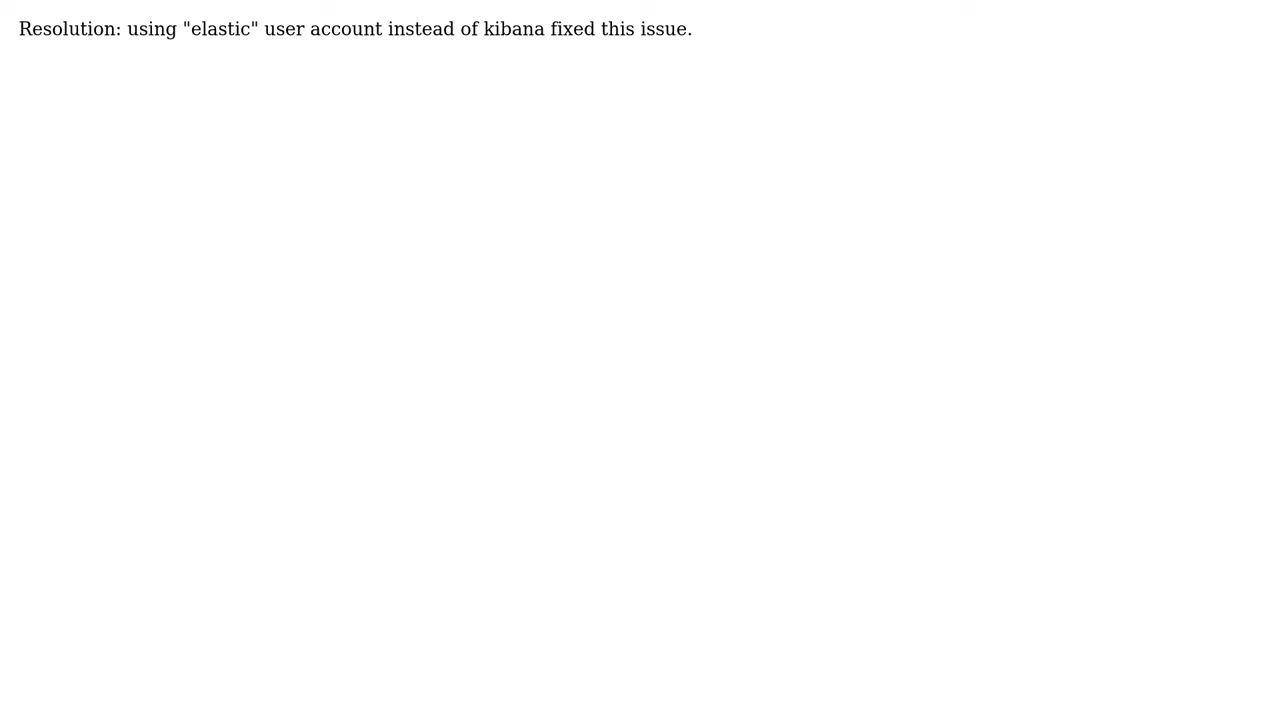 Resolution: using "elastic" user account instead of kibana fixed this issue.